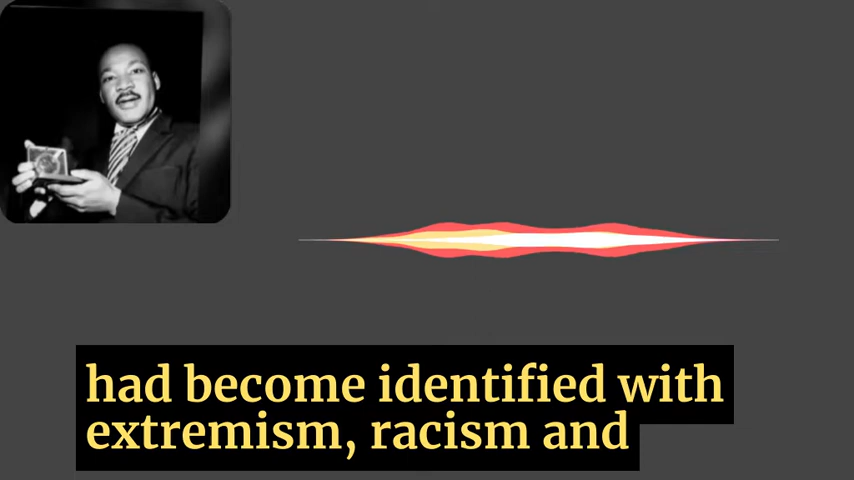 had become identified with
extremism, racism and